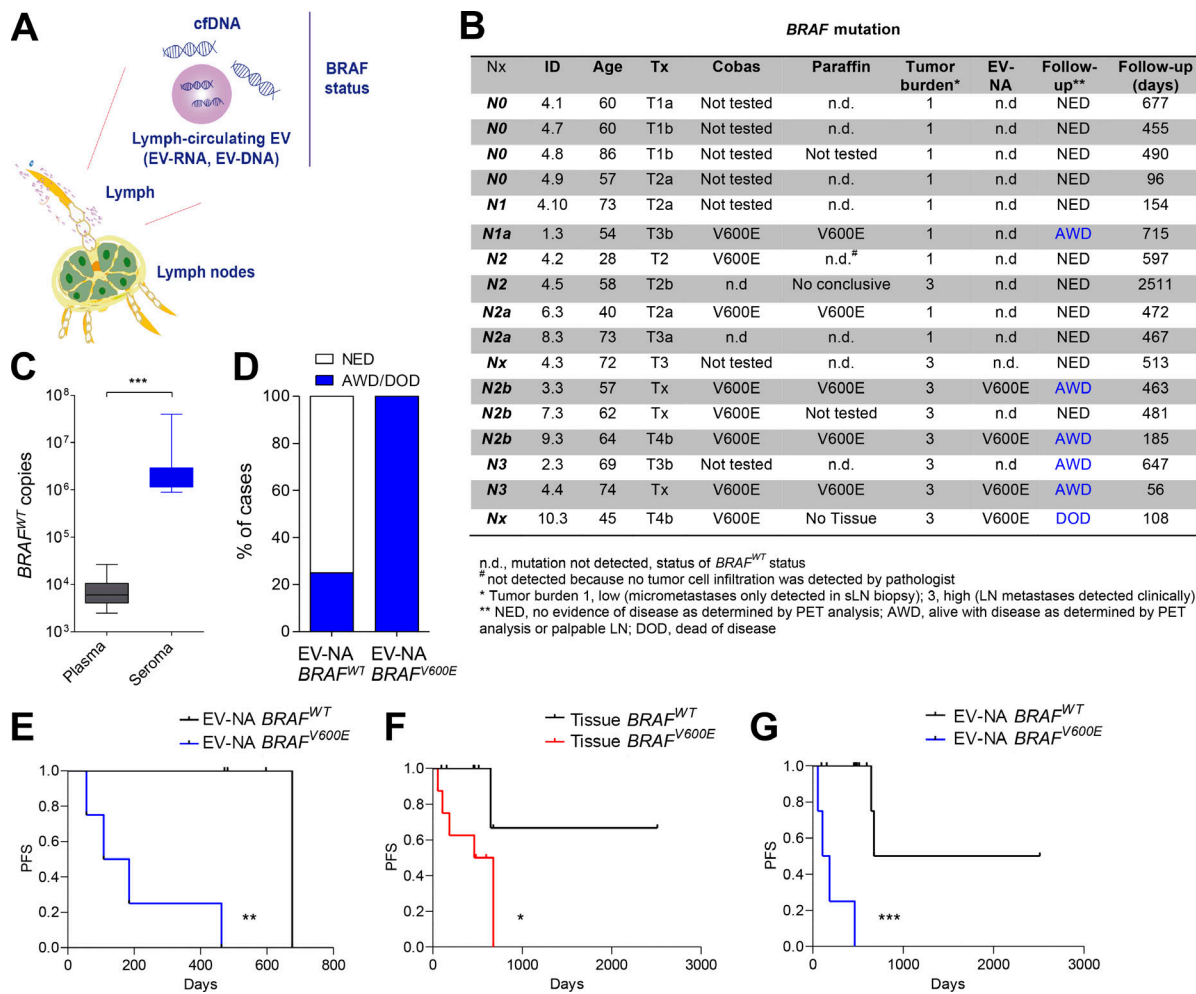 A
cfDNA
BRAF
status
Lymph-circulating EV
(EV-RNA, EV-DNA)
Lymph
Lymph nodes
B
BRAF mutation
Nx ID Age Tx Cobas Paraffin Tumor burden* EV-NA Follow-up** Follow-up (days)
N0 4.1 60 T1a Not tested n.d. 1 n.d NED 677
N0 4.7 60 T1b Not tested n.d. 1 n.d NED 455
N0 4.8 86 T1b Not tested Not tested 1 n.d NED 490
N0 4.9 57 T2a Not tested n.d. 1 n.d NED 96
N1 4.10 73 T2a Not tested n.d. 1 n.d NED 154
N1a 1.3 54 T3b V600E V600E 1 n.d AWD 715
N2 4.2 28 T2 V600E n.d.# 1 n.d NED 597
N2 4.5 58 T2b n.d No conclusive 3 n.d NED 2511
N2a 6.3 40 T2a V600E V600E 1 n.d NED 472
N2a 8.3 73 T3a n.d n.d. 1 n.d NED 467
Nx 4.3 72 T3 Not tested n.d. 3 n.d. NED 513
N2b 3.3 57 Tx V600E V600E 3 V600E AWD 463
N2b 7.3 62 Tx V600E Not tested 3 n.d NED 481
N2b 9.3 64 T4b V600E V600E 3 V600E AWD 185
N3 2.3 69 T3b Not tested n.d. 3 n.d AWD 647
N3 4.4 74 Tx V600E V600E 3 V600E AWD 56
Nx 10.3 45 T4b V600E No Tissue 3 V600E DOD 108
n.d., mutation not detected, status of BRAFWT status
# not detected because no tumor cell infiltration was detected by pathologist
* Tumor burden 1, low (micrometastases only detected in sLN biopsy); 3, high (LN metastases detected clinically)
** NED, no evidence of disease as determined by PET analysis; AWD, alive with disease as determined by PET
analysis or palpable LN; DOD, dead of disease
C
***
BRAFWT copies
10^8
10^7
10^6
10^5
10^4
10^3
Plasma
Seroma
D
NED
AWD/DOD
% of cases
100
80
60
40
20
0
EV-NA
BRAFWT
EV-NA
BRAFV600E
E
EV-NA BRAFWT
EV-NA BRAFV600E
PFS
1.0
0.8
0.6
0.4
0.2
0.0
**
0 200 400 600 800
Days
F
Tissue BRAFWT
Tissue BRAFV600E
PFS
1.0
0.8
0.6
0.4
0.2
0.0
*
0 1000 2000 3000
Days
G
EV-NA BRAFWT
EV-NA BRAFV600E
PFS
1.0
0.8
0.6
0.4
0.2
0.0
***
0 1000 2000 3000
Days